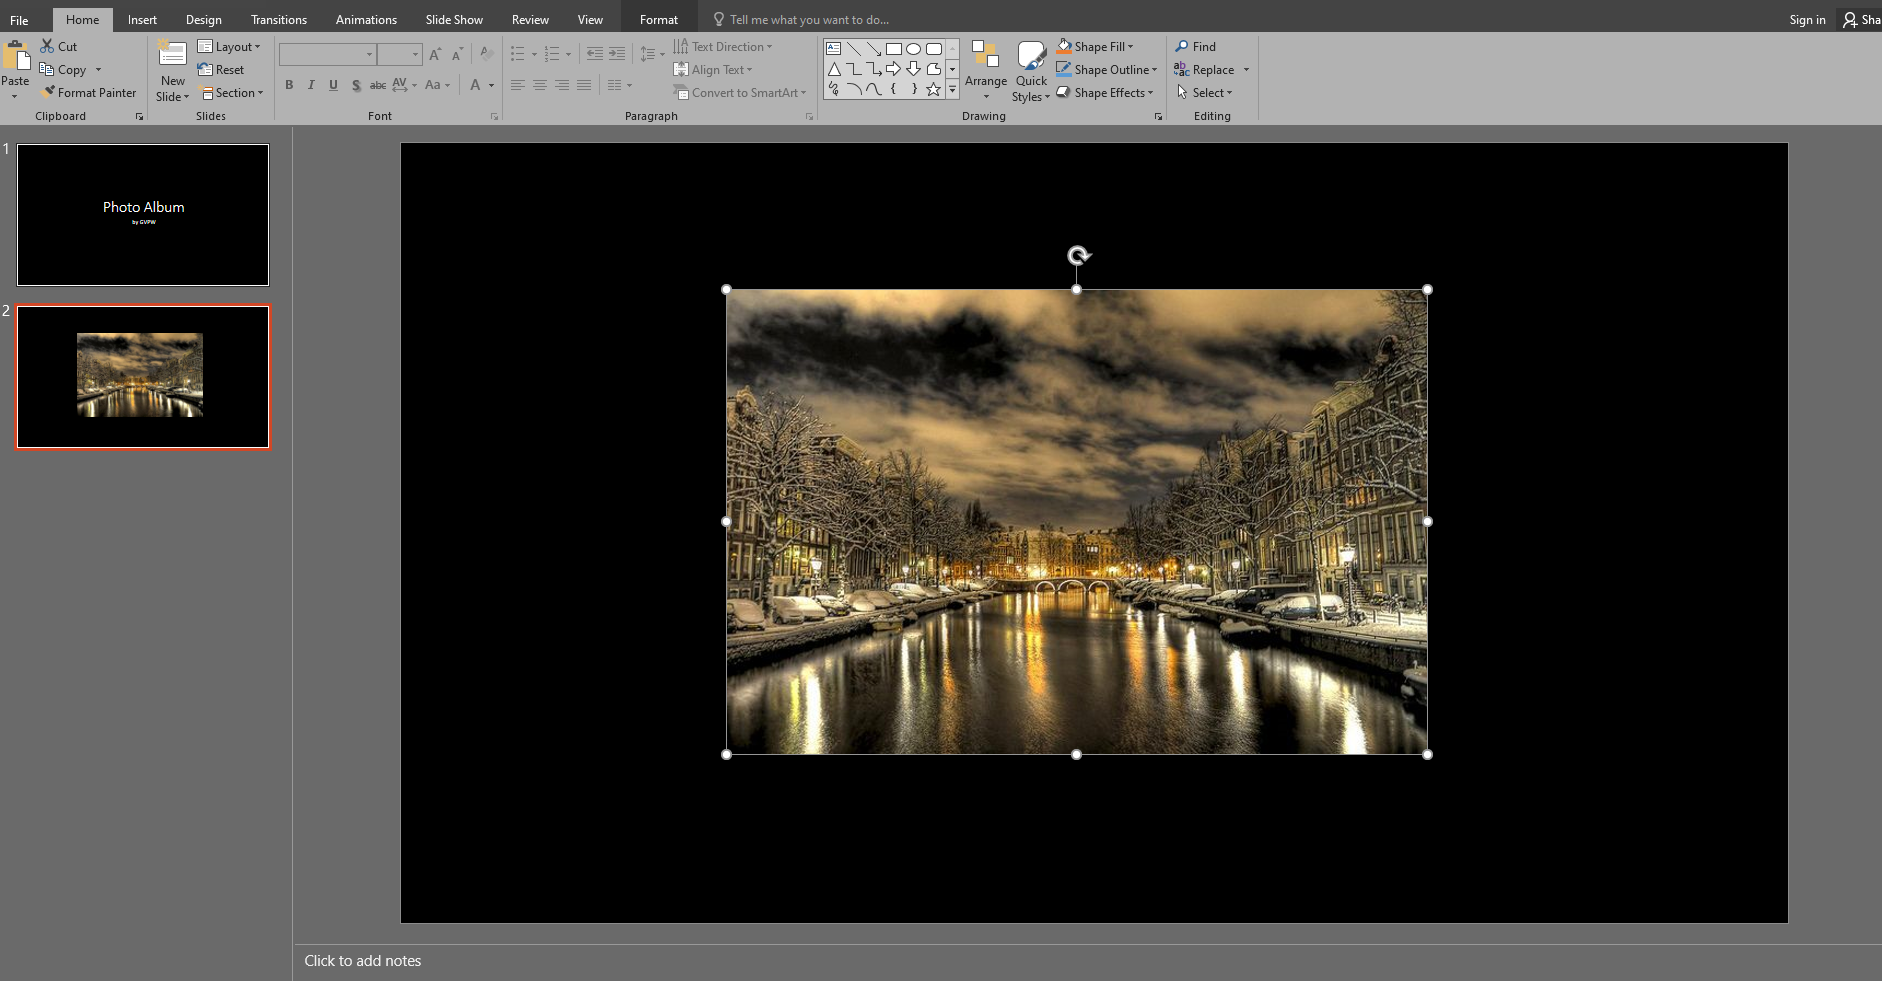 File Home Insert Design Transitions Animations Slide Show Review View Format Tell me what you want to do... Sign in Sha
Paste
Cut
Copy
Format Painter
Clipboard
New
Slide
Layout
Reset
Section
Slides
B I U S abc AV Aa A
Font
Text Direction
Align Text
Convert to SmartArt
Paragraph
Arrange
Quick
Styles
Shape Fill
Shape Outline
Shape Effects
Drawing
Find
Replace
Select
Editing
1
Photo Album
by GVPW
2
Click to add notes